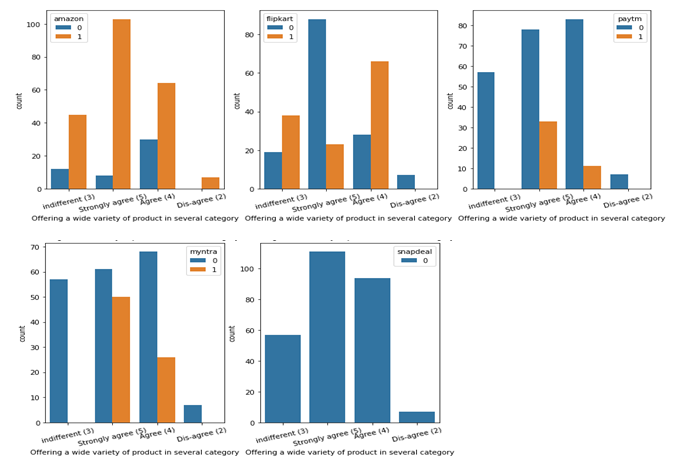 amazon
0
1
100
80
60
40
20
0
count
indifferent (3) Strongly agree (5) Agree (4) Dis-agree (2)
Offering a wide variety of product in several category
flipkart
0
1
80
60
40
20
0
count
indifferent (3) Strongly agree (5) Agree (4) Dis-agree (2)
Offering a wide variety of product in several category
paytm
0
1
80
70
60
50
40
30
20
10
0
count
indifferent (3) Strongly agree (5) Agree (4) Dis-agree (2)
Offering a wide variety of product in several category
myntra
0
1
70
60
50
40
30
20
10
0
count
indifferent (3) Strongly agree (5) Agree (4) Dis-agree (2)
Offering a wide variety of product in several category
snapdeal
0
100
80
60
40
20
0
count
indifferent (3) Strongly agree (5) Agree (4) Dis-agree (2)
Offering a wide variety of product in several category